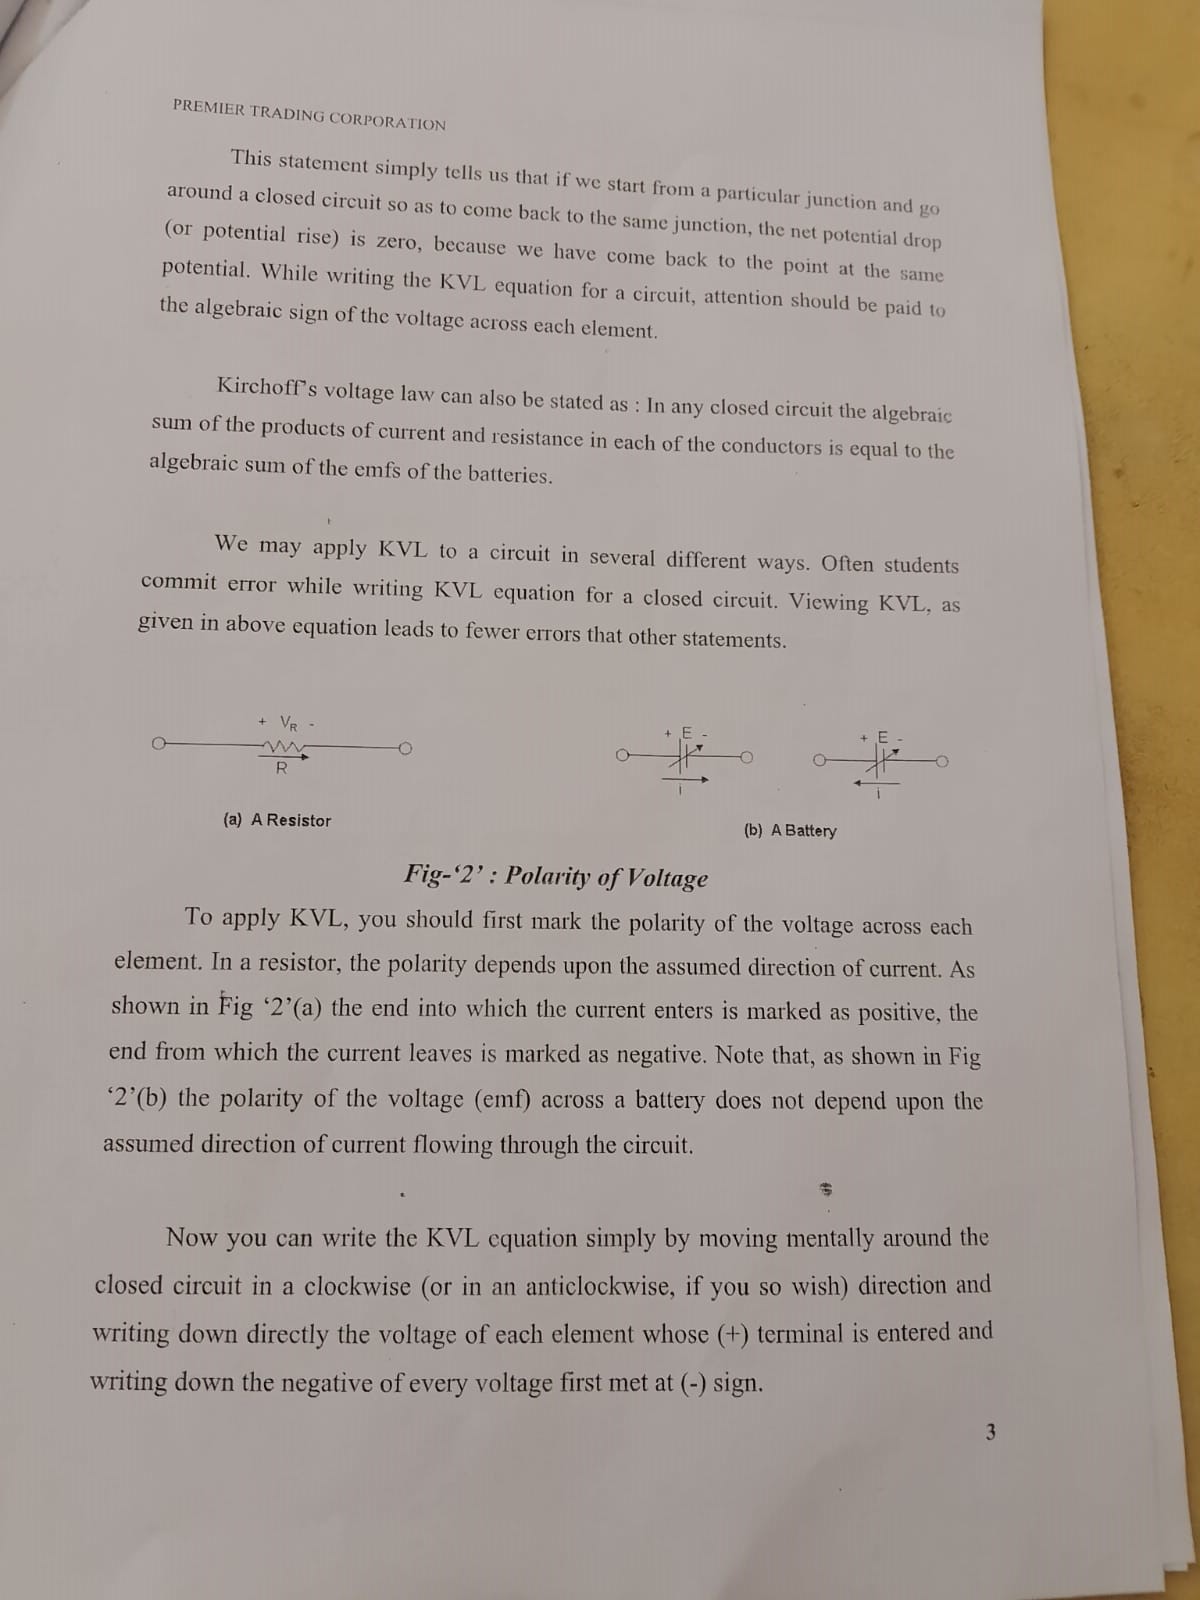 PREMIER TRADING CORPORATION
This statement simply tells us that if we start from a particular junction and go
around a closed circuit so as to come back to the same junction, the net potential drop
(or potential rise) is zero, because we have come back to the point at the same
potential. While writing the KVL equation for a circuit, attention should be paid to
the algebraic sign of the voltage across each element.
Kirchoff's voltage law can also be stated as : In any closed circuit the algebraic
sum of the products of current and resistance in each of the conductors is equal to the
algebraic sum of the emfs of the batteries.
We may apply KVL to a circuit in several different ways. Often students
commit error while writing KVL equation for a closed circuit. Viewing KVL, as
given in above equation leads to fewer errors that other statements.
+ VR -
R
(a) A Resistor
+ E -
i
+ E -
i
(b) A Battery
Fig-‘2’ : Polarity of Voltage
To apply KVL, you should first mark the polarity of the voltage across each
element. In a resistor, the polarity depends upon the assumed direction of current. As
shown in Fig ‘2’(a) the end into which the current enters is marked as positive, the
end from which the current leaves is marked as negative. Note that, as shown in Fig
‘2’(b) the polarity of the voltage (emf) across a battery does not depend upon the
assumed direction of current flowing through the circuit.
Now you can write the KVL equation simply by moving mentally around the
closed circuit in a clockwise (or in an anticlockwise, if you so wish) direction and
writing down directly the voltage of each element whose (+) terminal is entered and
writing down the negative of every voltage first met at (-) sign.
3